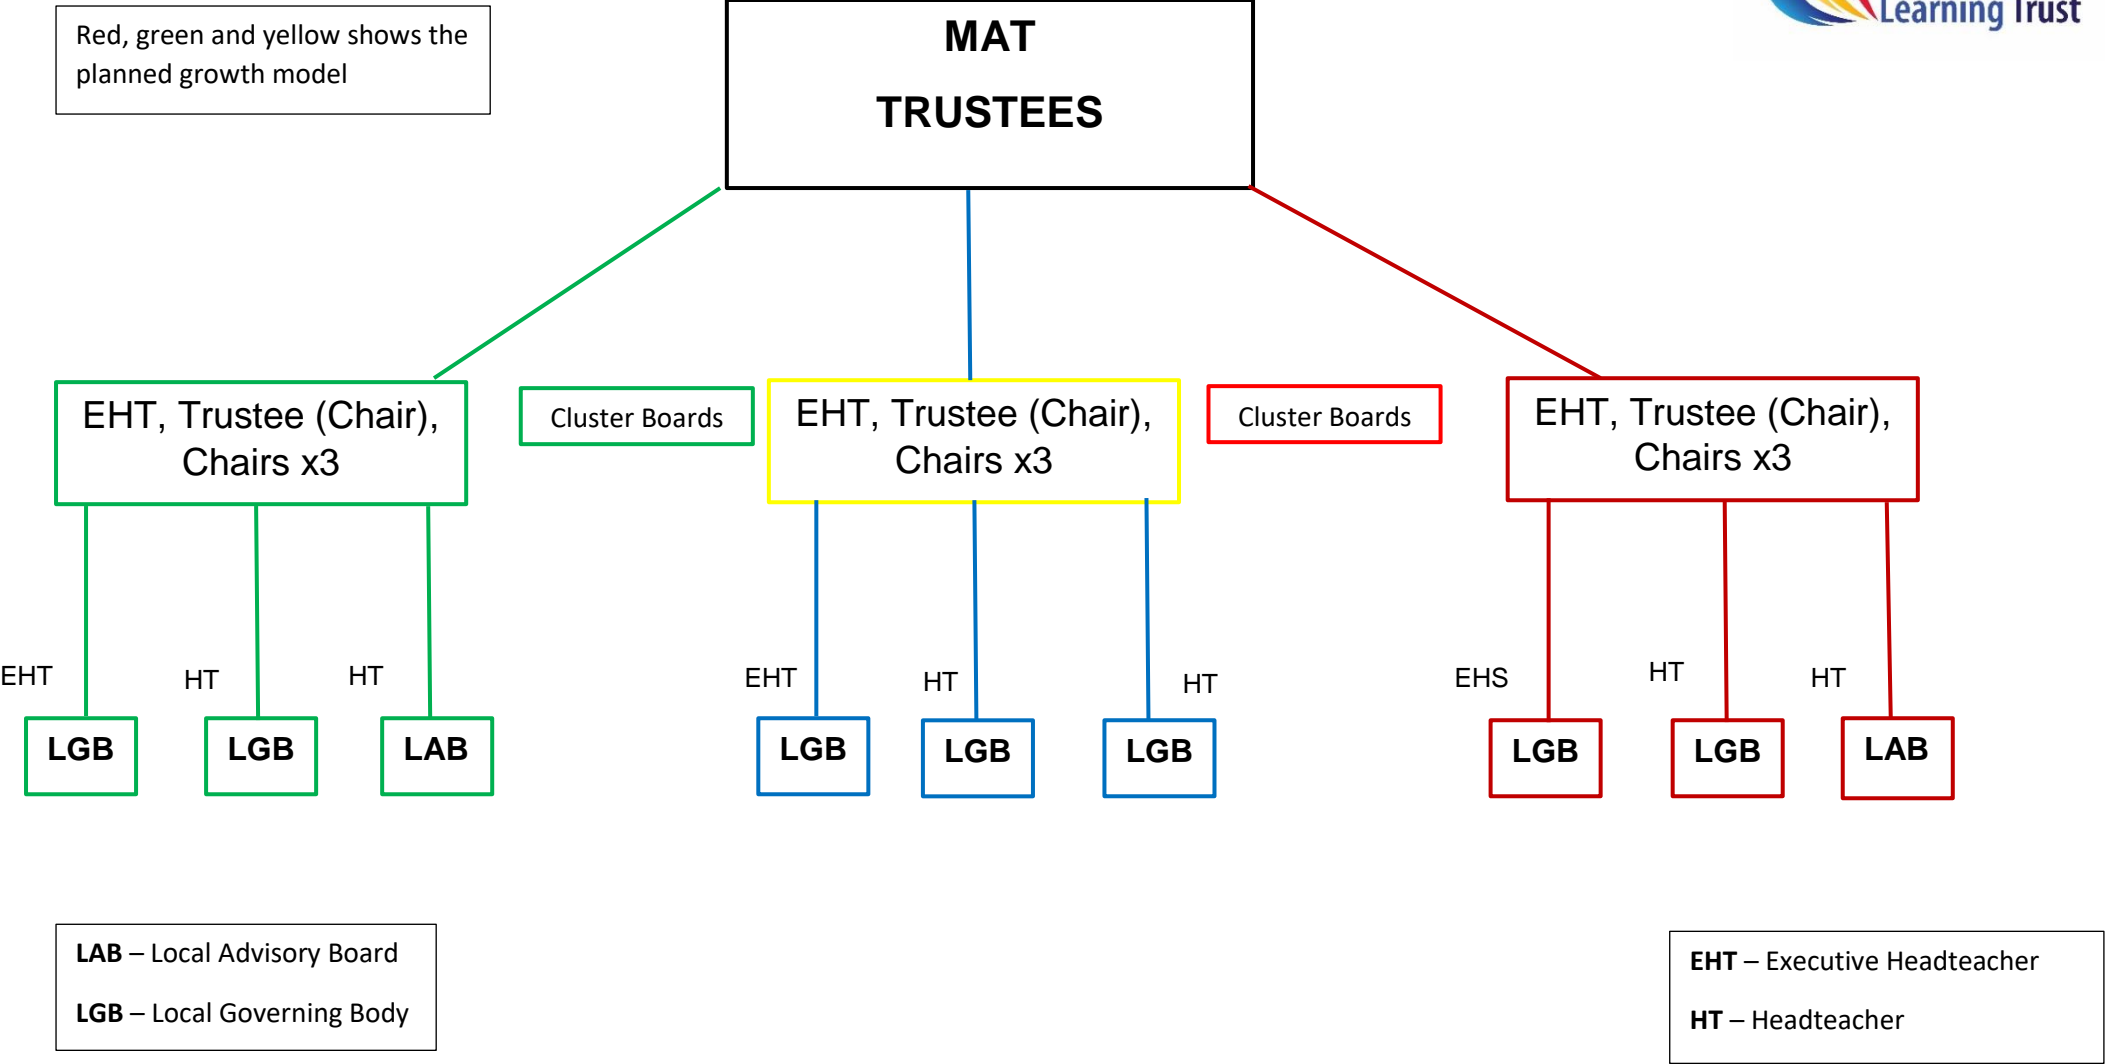 Red, green and yellow shows the
planned growth model
MAT
TRUSTEES
Learning Trust
EHT, Trustee (Chair),
Chairs x3
Cluster Boards
EHT, Trustee (Chair),
Chairs x3
Cluster Boards
EHT, Trustee (Chair),
Chairs x3
EHT
HT
HT
EHT
HT
HT
EHS
HT
HT
LGB
LGB
LAB
LGB
LGB
LGB
LGB
LGB
LAB
LAB – Local Advisory Board
LGB – Local Governing Body
EHT – Executive Headteacher
HT – Headteacher